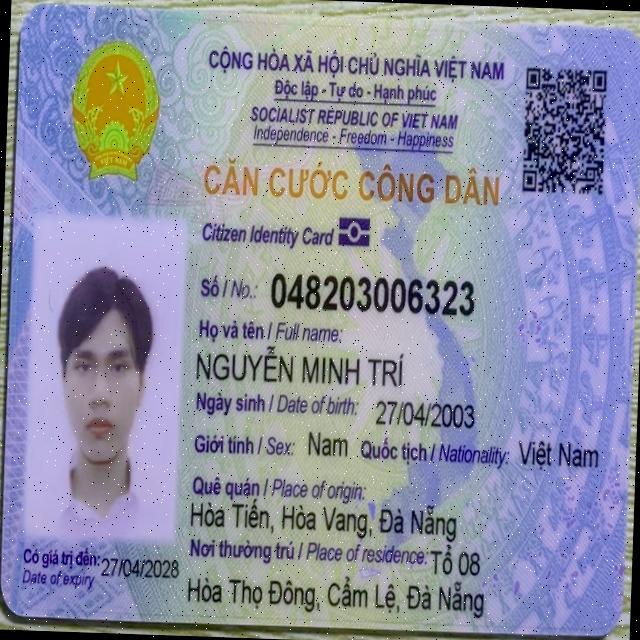 CỘNG HÒA XÃ HỘI CHỦ NGHĨA VIỆT NAM
Độc lập - Tự do - Hạnh phúc
SOCIALIST REPUBLIC OF VIET NAM
Independence - Freedom - Happiness
CĂN CƯỚC CÔNG DÂN
Citizen Identity Card
Số / No.: 048203006323
Họ và tên / Full name:
NGUYỄN MINH TRÍ
Ngày sinh / Date of birth: 27/04/2003
Giới tính / Sex: Nam Quốc tịch / Nationality: Việt Nam
Quê quán / Place of origin:
Hòa Tiến, Hòa Vang, Đà Nẵng
Nơi thường trú / Place of residence: Tổ 08
Hòa Thọ Đông, Cẩm Lệ, Đà Nẵng
Có giá trị đến: 27/04/2028
Date of expiry